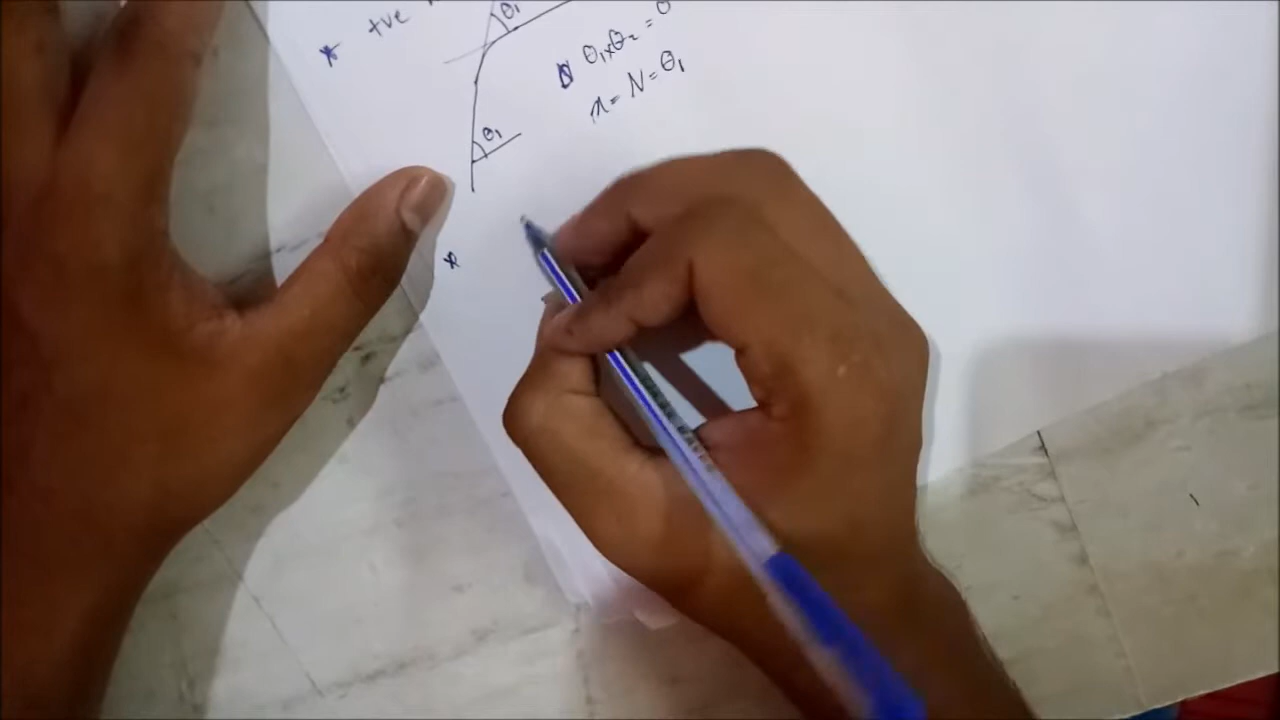 * +ve
θ₁
θ₁×θ₂ = 0
x = N = θ₁
θ₁
*